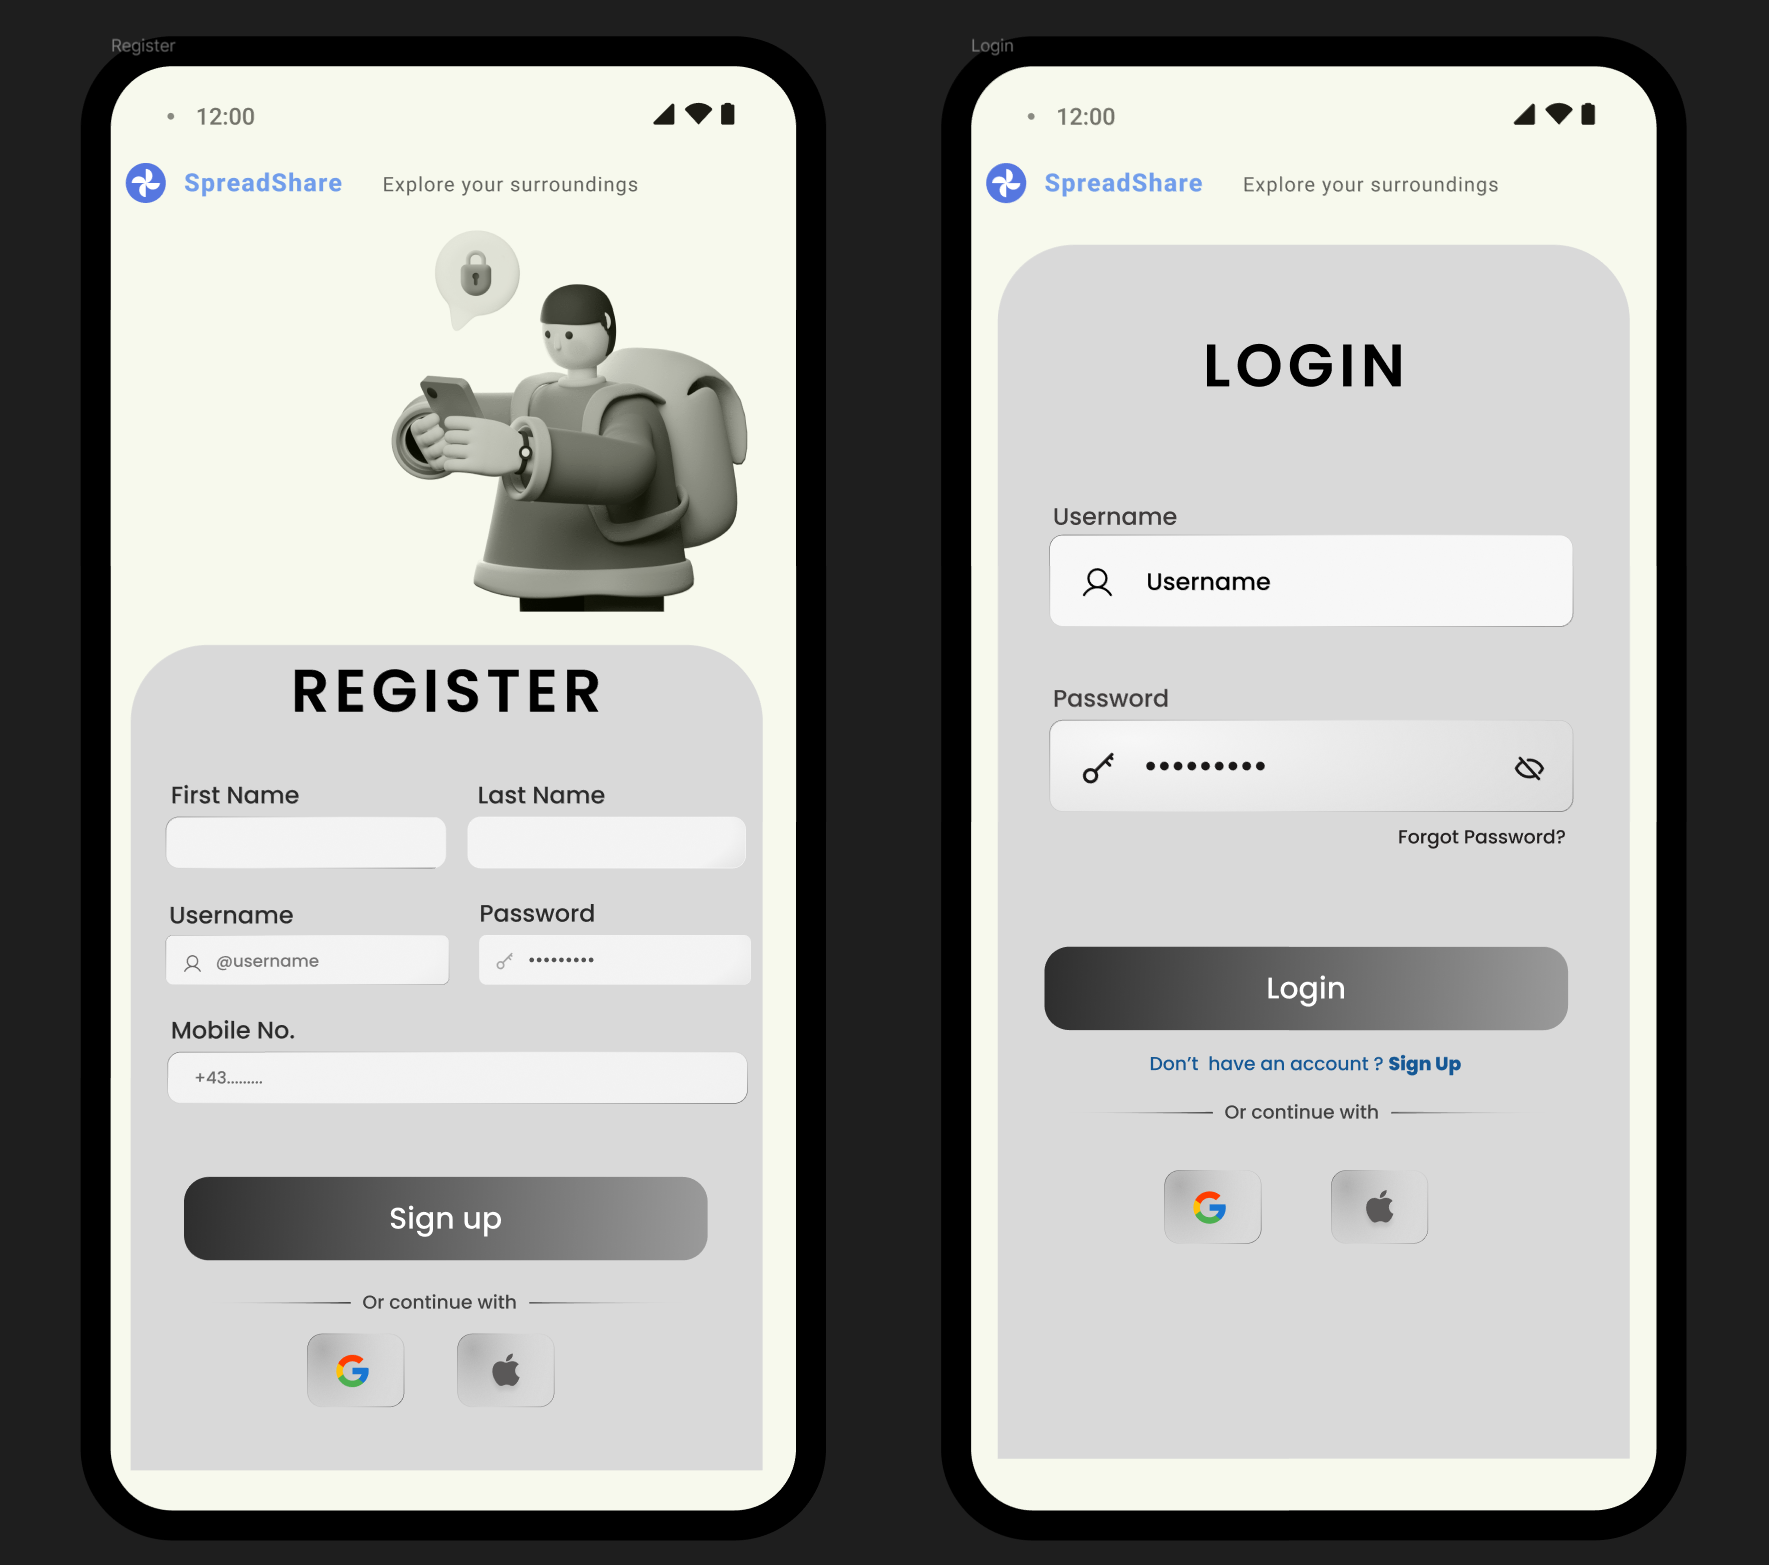 Register
12:00
SpreadShare Explore your surroundings
REGISTER
First Name Last Name
Username Password
@username •••••••••
Mobile No.
+43.........
Sign up
Or continue with
Login
12:00
SpreadShare Explore your surroundings
LOGIN
Username
Username
Password
•••••••••
Forgot Password?
Login
Don't have an account ? Sign Up
Or continue with